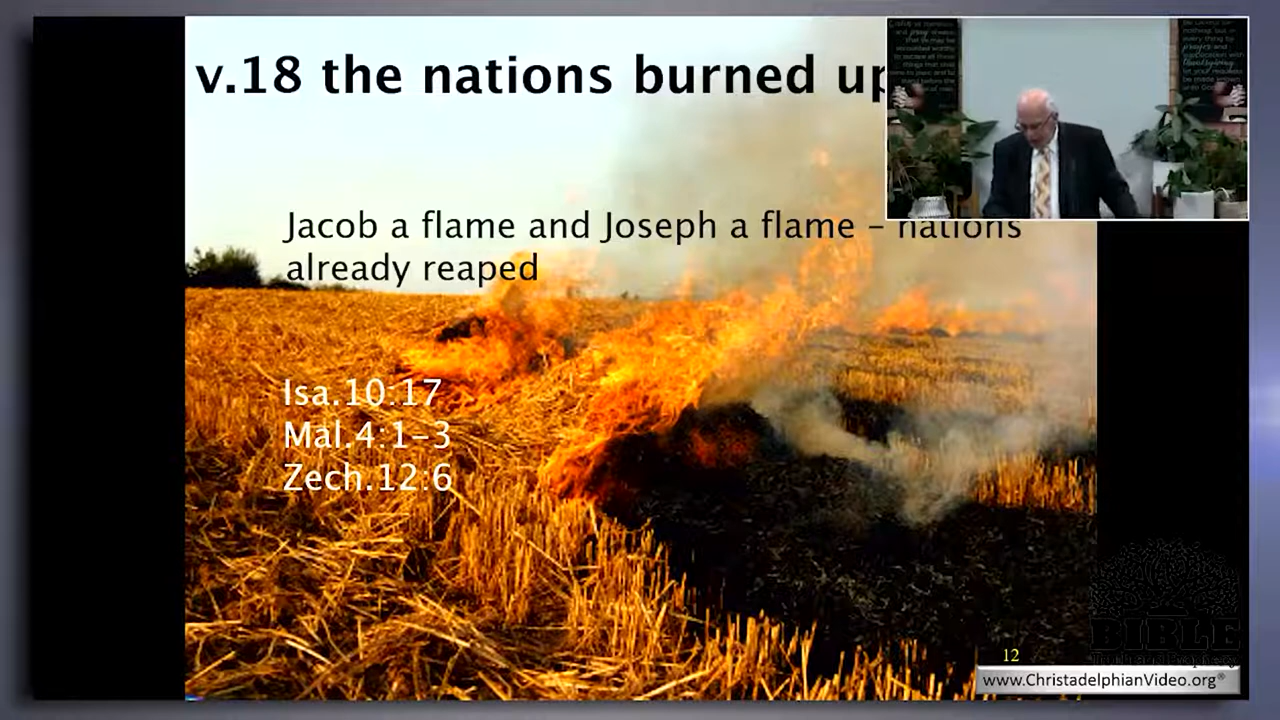 v.18 the nations burned up
Jacob a flame and Joseph a flame – nations
already reaped
Isa.10:17
Mal.4:1-3
Zech.12:6
12
BIBLE
www.ChristadelphianVideo.org®